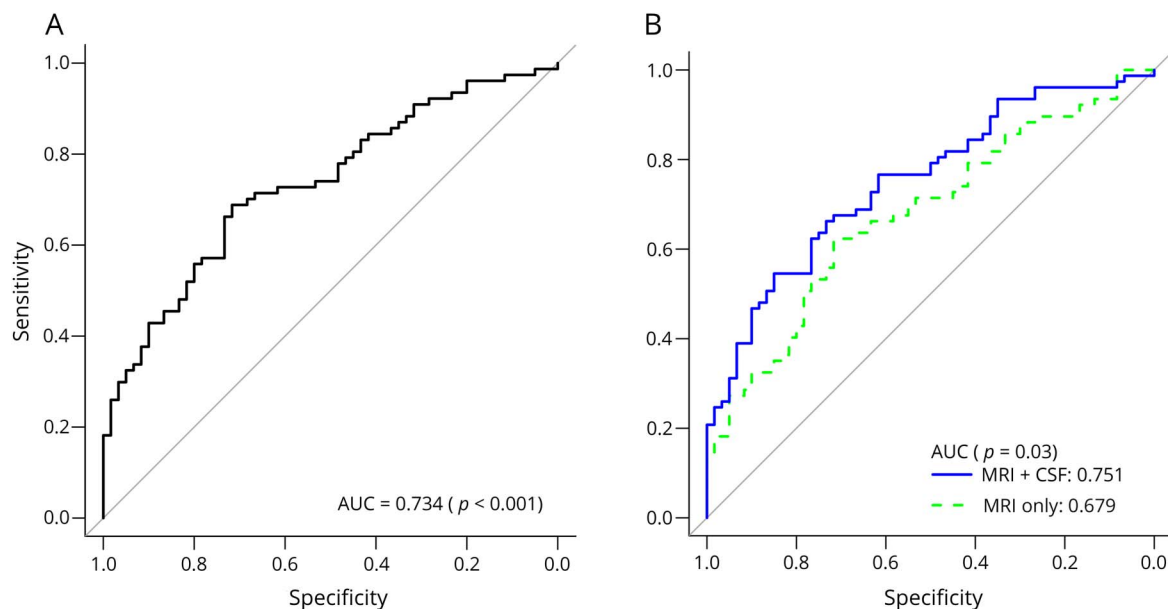 A
1.0
0.8
0.6
0.4
0.2
0.0
Sensitivity
AUC = 0.734 ( p < 0.001)
1.0 0.8 0.6 0.4 0.2 0.0
Specificity
B
1.0
0.8
0.6
0.4
0.2
0.0
AUC ( p = 0.03)
MRI + CSF: 0.751
MRI only: 0.679
1.0 0.8 0.6 0.4 0.2 0.0
Specificity